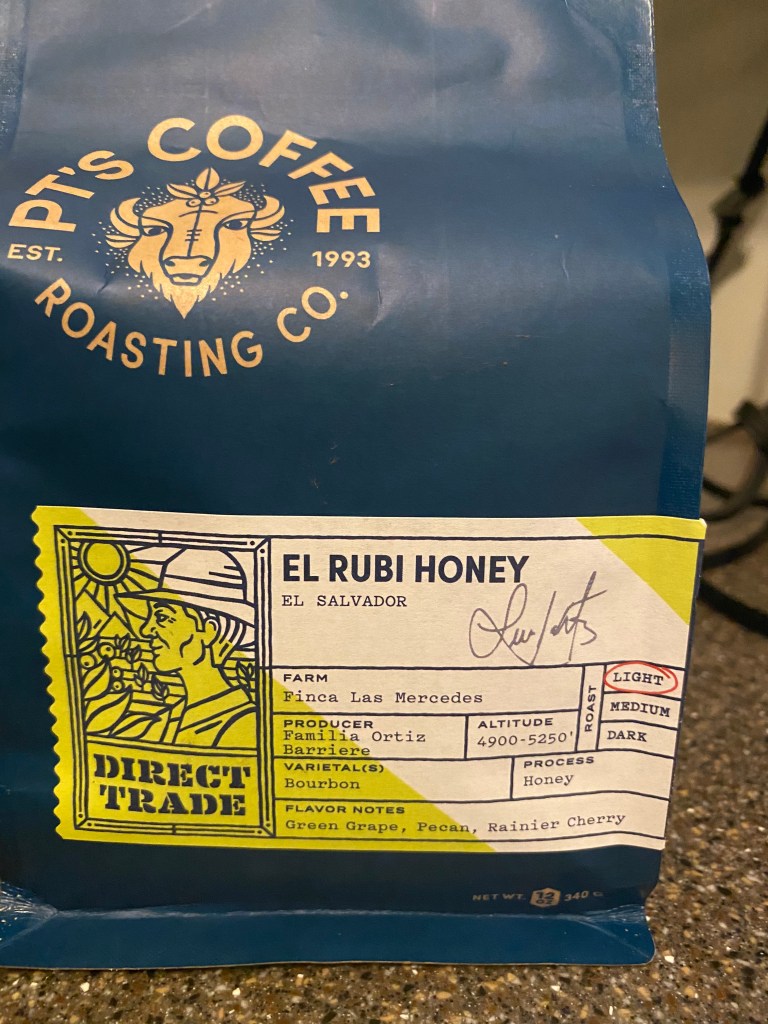 PT'S COFFEE
EST. 1993
ROASTING CO.
EL RUBI HONEY
EL SALVADOR
FARM
Finca Las Mercedes
PRODUCER
Familia Ortiz
Barriere
ALTITUDE
4900-5250'
ROAST
LIGHT
MEDIUM
DARK
VARIETAL(S)
Bourbon
PROCESS
Honey
FLAVOR NOTES
Green Grape, Pecan, Rainier Cherry
DIRECT
TRADE
NET WT. 12 OZ 340 G